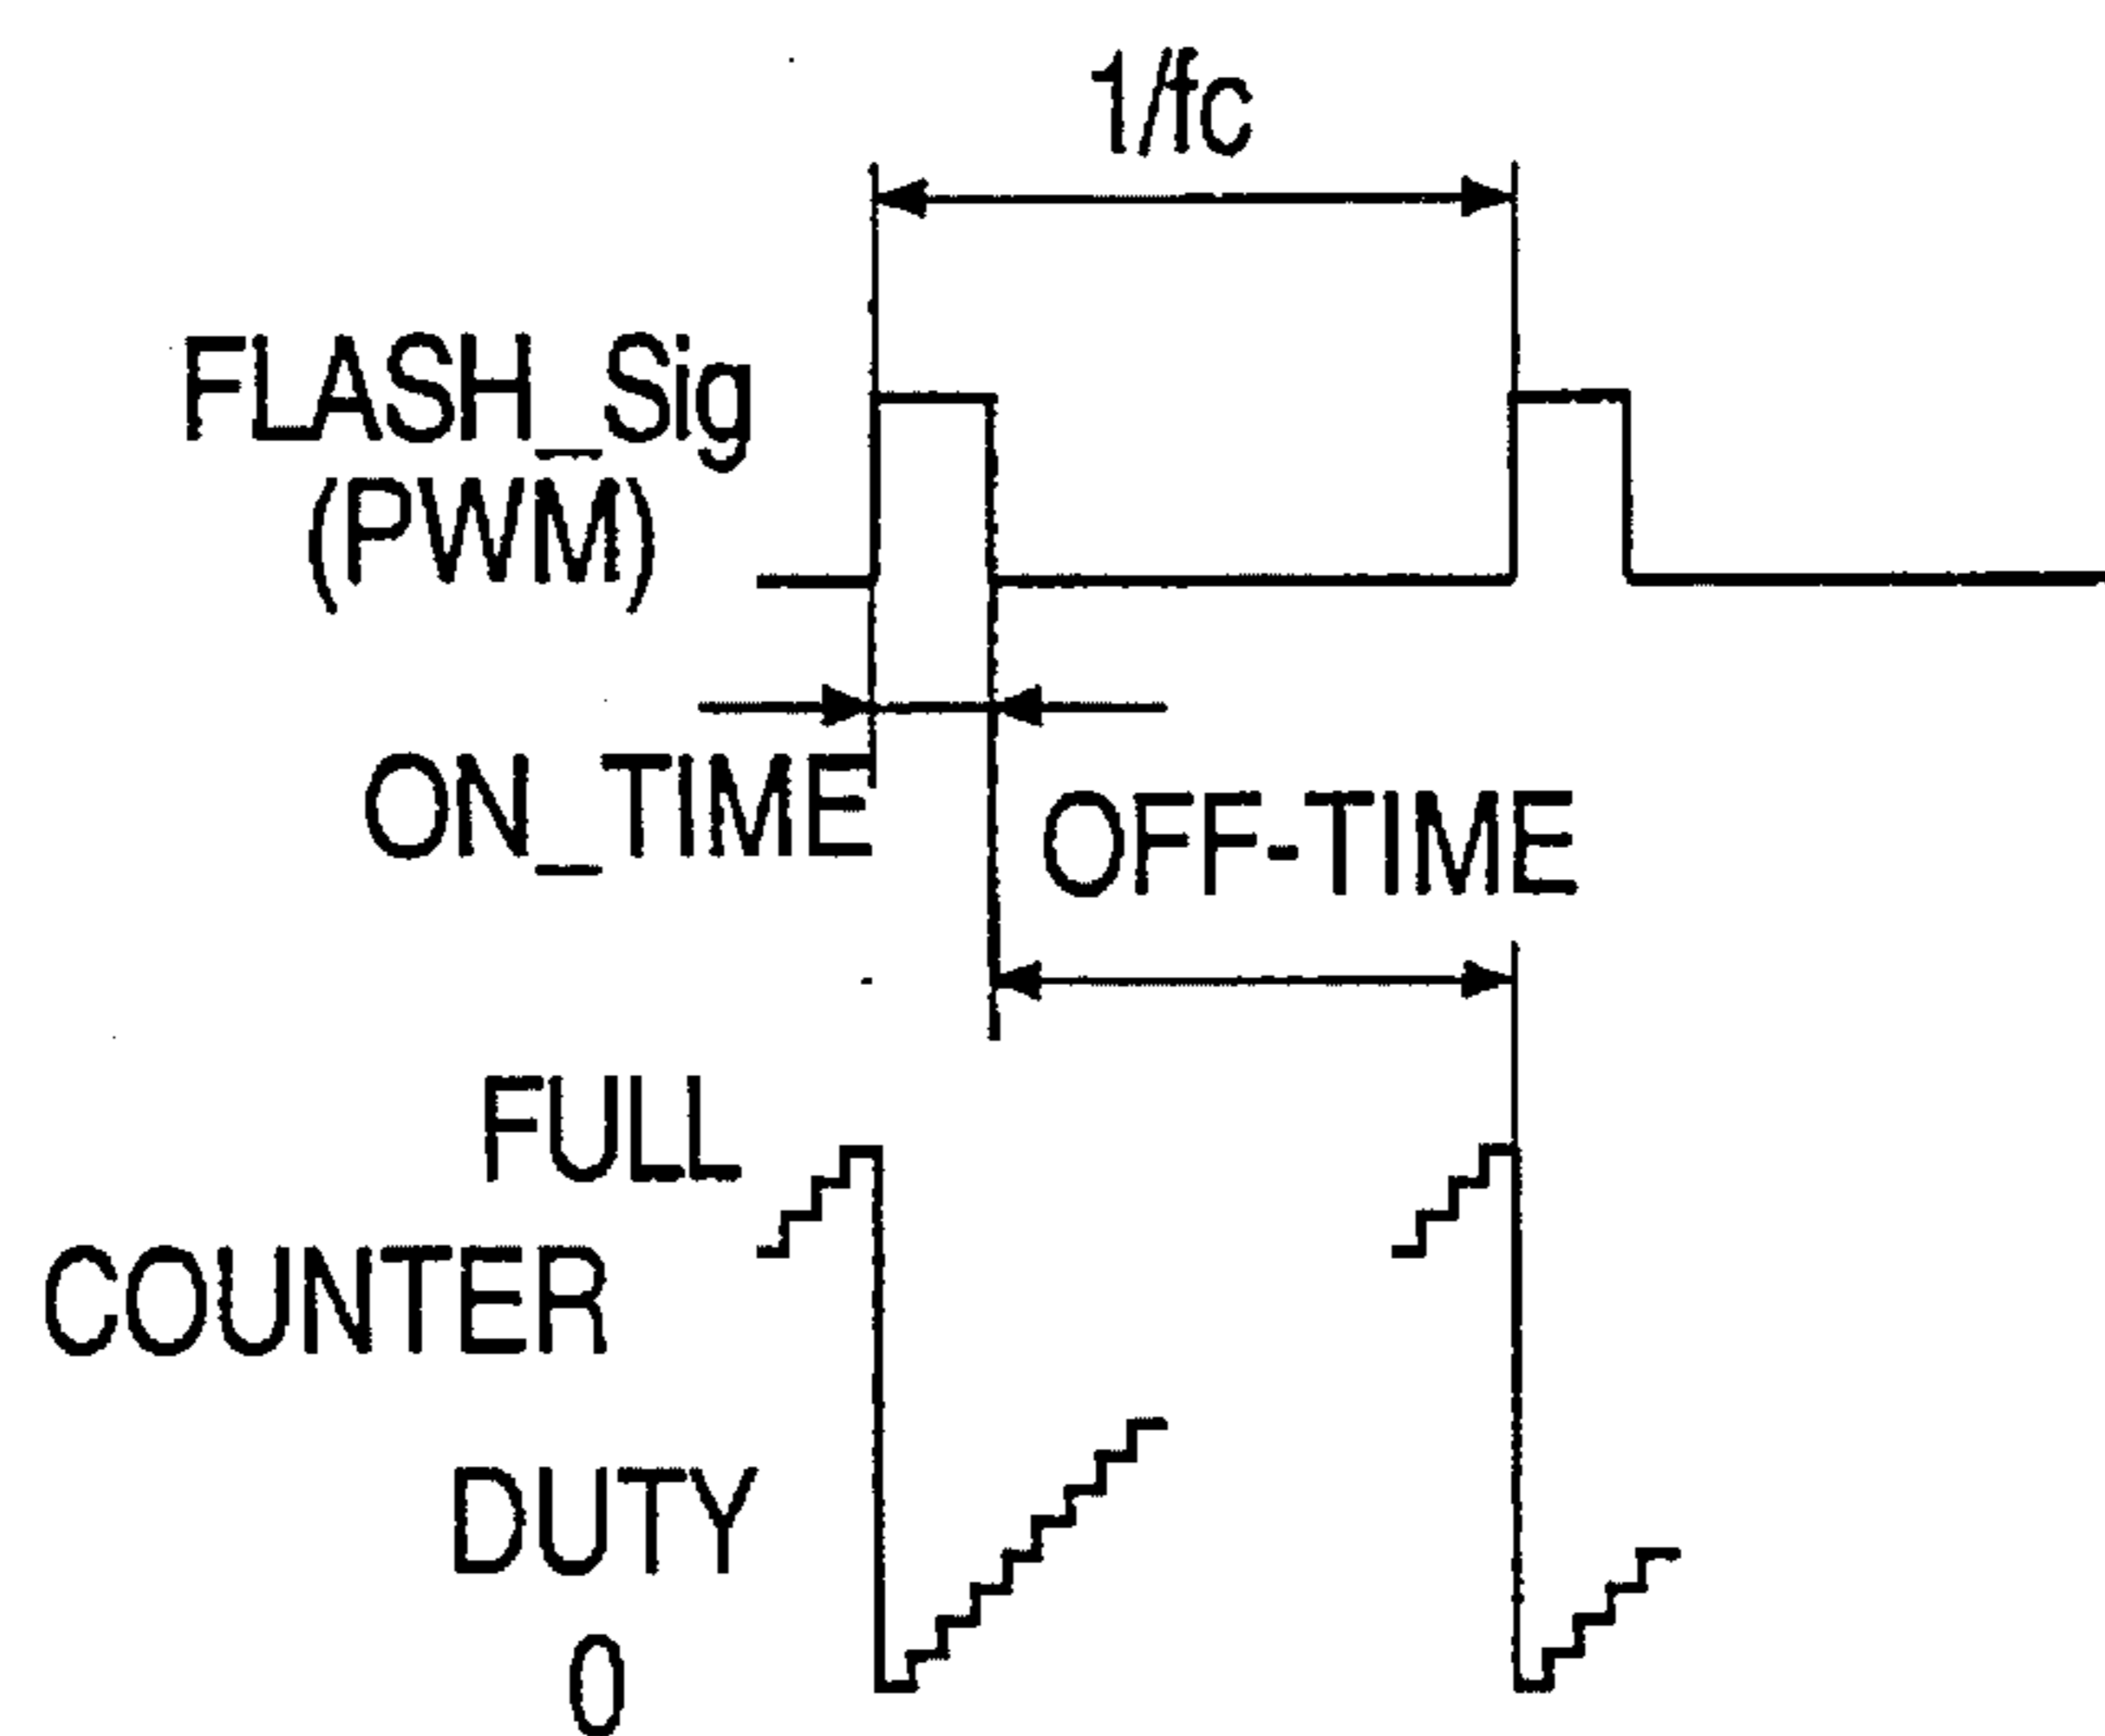 1/fc
FLASH_Sig
(PWM)
ON_TIME
OFF-TIME
FULL
COUNTER
DUTY
0